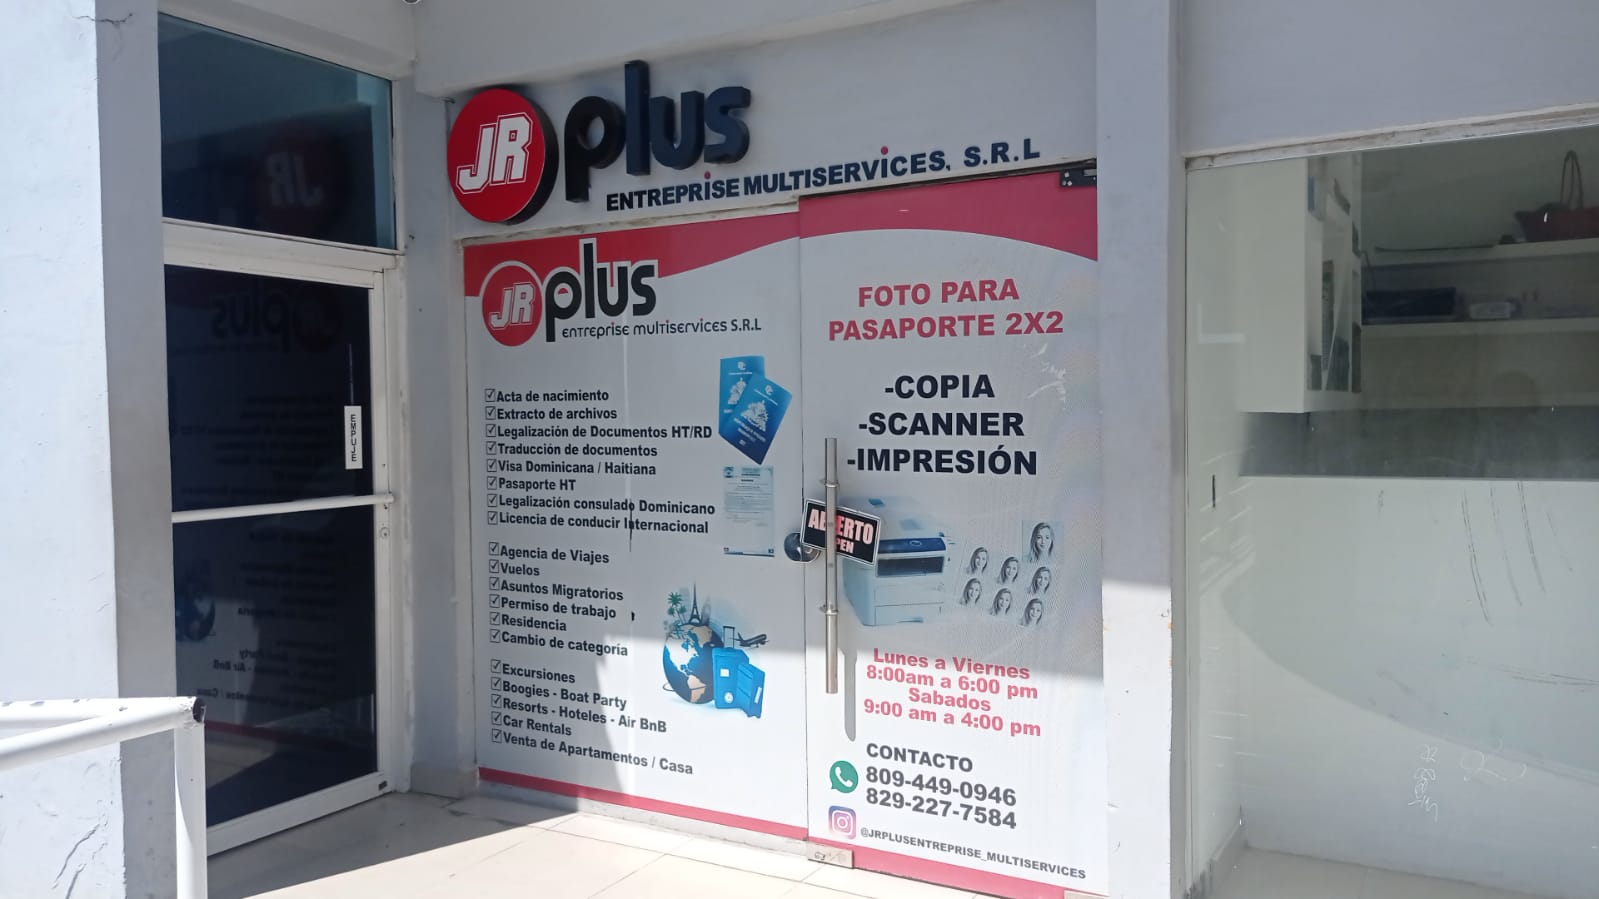 JR plus
ENTREPRISE MULTISERVICES, S.R.L
JR plus
entreprise multiservices S.R.L
Acta de nacimiento
Extracto de archivos
Legalización de Documentos HT/RD
Traducción de documentos
Visa Dominicana / Haitiana
Pasaporte HT
Legalización consulado Dominicano
Licencia de conducir Internacional
Agencia de Viajes
Vuelos
Asuntos Migratorios
Permiso de trabajo
Residencia
Cambio de categoría
Excursiones
Boogies - Boat Party
Resorts - Hoteles - Air BnB
Car Rentals
Venta de Apartamentos / Casa
FOTO PARA
PASAPORTE 2X2
-COPIA
-SCANNER
-IMPRESIÓN
ABIERTO
OPEN
Lunes a Viernes
8:00am a 6:00 pm
Sabados
9:00 am a 4:00 pm
CONTACTO
809-449-0946
829-227-7584
@JRPLUSENTREPRISE_MULTISERVICES
EMPUJE